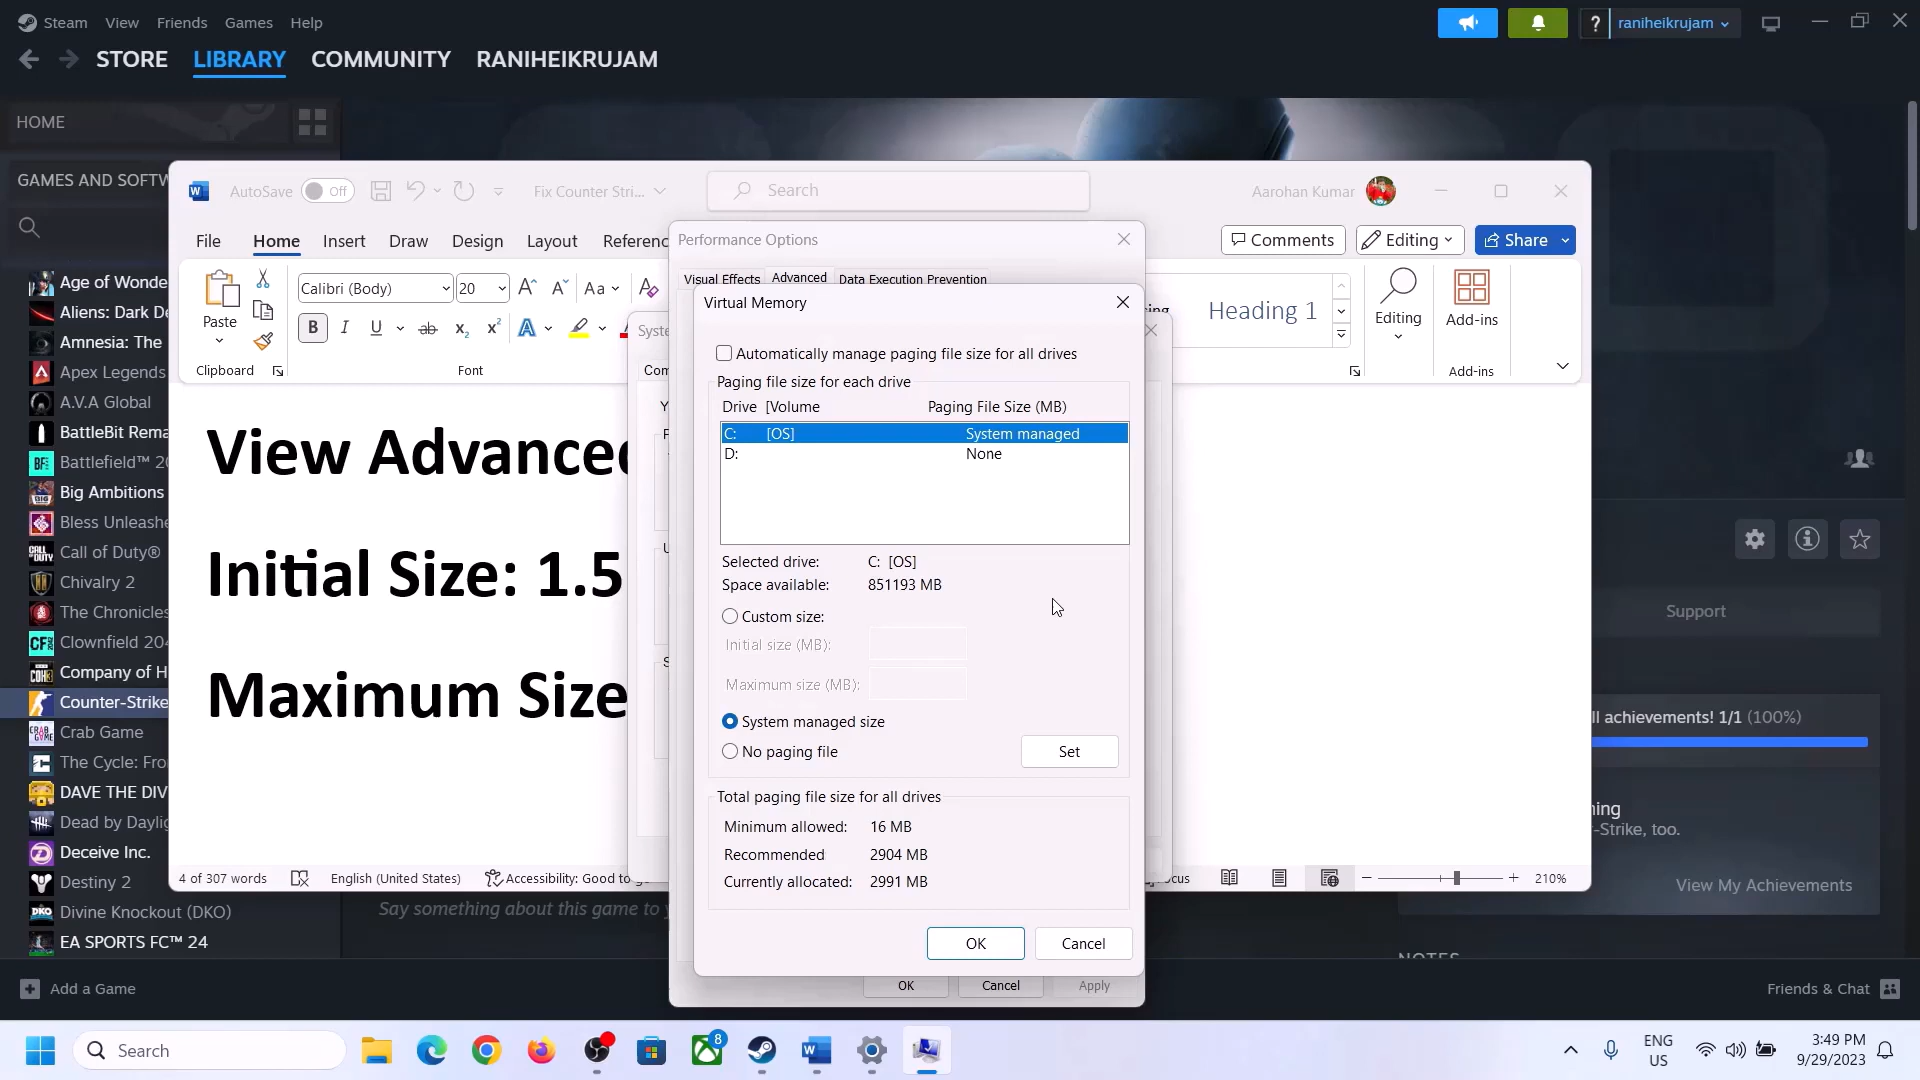 Steam View Friends Games Help
raniheikrujam
STORE LIBRARY COMMUNITY RANIHEIKRUJAM
HOME
GAMES AND SOFTW
AutoSave Off Fix Counter Stri... Search Aarohan Kumar
File Home Insert Draw Design Layout Referenc Comments Editing Share
Paste
Calibri (Body) 20
Heading 1
Editing
Add-ins
Clipboard Font Add-ins
Performance Options
Visual Effects Advanced Data Execution Prevention
Virtual Memory
Automatically manage paging file size for all drives
Paging file size for each drive
Drive [Volume Paging File Size (MB)
C: [OS] System managed
D: None
Selected drive: C: [OS]
Space available: 851193 MB
Custom size:
Initial size (MB):
Maximum size (MB):
System managed size
No paging file Set
Total paging file size for all drives
Minimum allowed: 16 MB
Recommended 2904 MB
Currently allocated: 2991 MB
OK Cancel
OK Cancel Apply
View Advanced
Initial Size: 1.5
Maximum Size
4 of 307 words English (United States) Accessibility: Good to 210%
Age of Wonde
Aliens: Dark De
Amnesia: The
Apex Legends
A.V.A Global
BattleBit Rema
Battlefield™ 20
Big Ambitions
Bless Unleashe
Call of Duty®
Chivalry 2
The Chronicles
Clownfield 204
Company of H
Counter-Strike
Crab Game
The Cycle: Fro
DAVE THE DIV
Dead by Daylig
Deceive Inc.
Destiny 2
Divine Knockout (DKO)
EA SPORTS FC™ 24
Support
ll achievements! 1/1 (100%)
-Strike, too.
View My Achievements
Say something about this game to y
NOTES
Add a Game Friends & Chat
Search
8
ENG
US
3:49 PM
9/29/2023